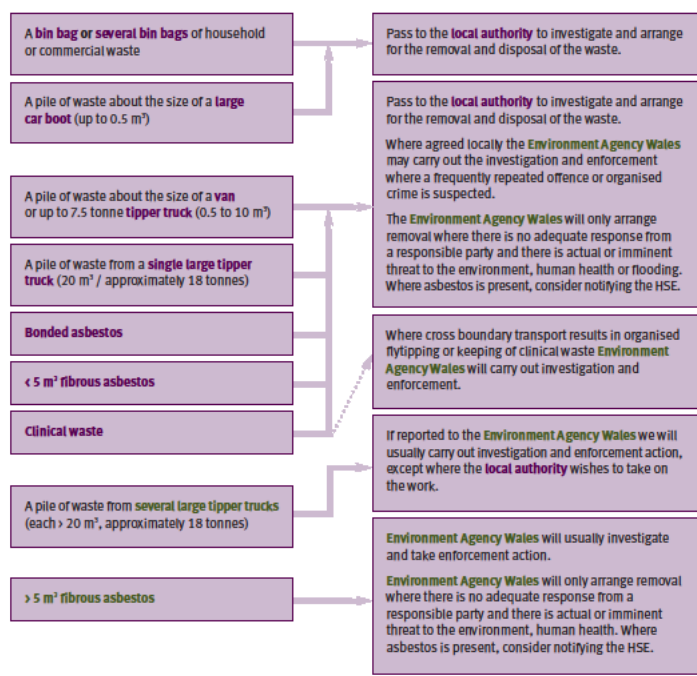 A bin bag or several bin bags of household
or commercial waste
A pile of waste about the size of a large
car boot (up to 0.5 m³)
A pile of waste about the size of a van
or up to 7.5 tonne tipper truck (0.5 to 10 m³)
A pile of waste from a single large tipper
truck (20 m³ / approximately 18 tonnes)
Bonded asbestos
< 5 m³ fibrous asbestos
Clinical waste
A pile of waste from several large tipper trucks
(each > 20 m³, approximately 18 tonnes)
> 5 m³ fibrous asbestos
Pass to the local authority to investigate and arrange
for the removal and disposal of the waste.
Pass to the local authority to investigate and arrange
for the removal and disposal of the waste.
Where agreed locally the Environment Agency Wales
may carry out the investigation and enforcement
where a frequently repeated offence or organised
crime is suspected.
The Environment Agency Wales will only arrange
removal where there is no adequate response from
a responsible party and there is actual or imminent
threat to the environment, human health or flooding.
Where asbestos is present, consider notifying the HSE.
Where cross boundary transport results in organised
flytipping or keeping of clinical waste Environment
Agency Wales will carry out investigation and
enforcement.
If reported to the Environment Agency Wales we will
usually carry out investigation and enforcement action,
except where the local authority wishes to take on
the work.
Environment Agency Wales will usually investigate
and take enforcement action.
Environment Agency Wales will only arrange removal
where there is no adequate response from a
responsible party and there is actual or imminent
threat to the environment, human health. Where
asbestos is present, consider notifying the HSE.